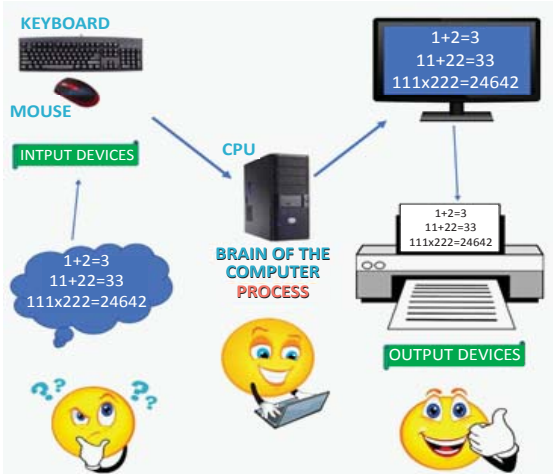 KEYBOARD
MOUSE
INTPUT DEVICES
1+2=3
11+22=33
111x222=24642
? ?
?
? ?
?
CPU
BRAIN OF THE
COMPUTER
PROCESS
1+2=3
11+22=33
111x222=24642
1+2=3
11+22=33
111x222=24642
OUTPUT DEVICES